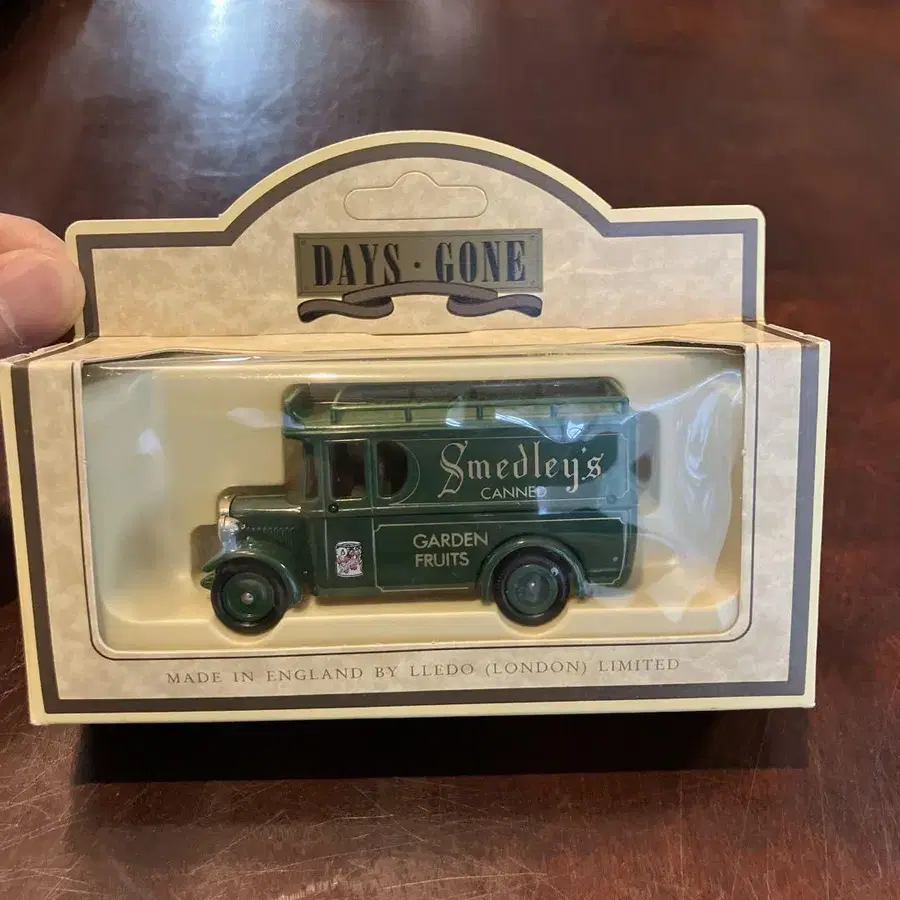 DAYS · GONE
Smedley's
CANNED
GARDEN
FRUITS
MADE IN ENGLAND BY LLEDO (LONDON) LIMITED